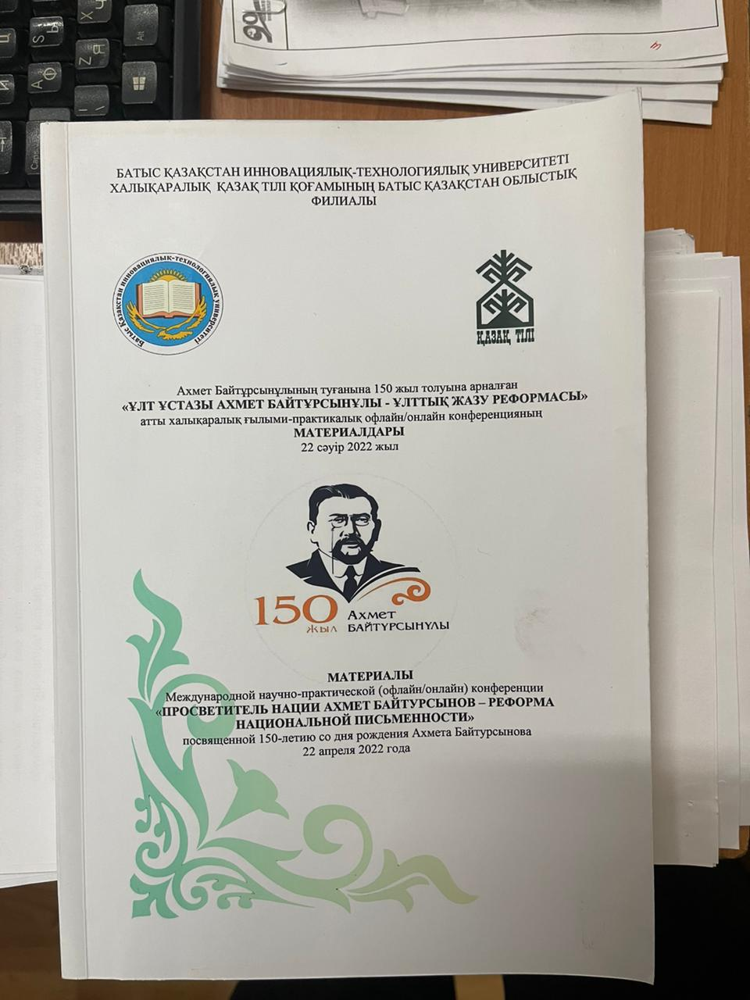 БАТЫС ҚАЗАҚСТАН ИННОВАЦИЯЛЫҚ-ТЕХНОЛОГИЯЛЫҚ УНИВЕРСИТЕТІ
ХАЛЫҚАРАЛЫҚ ҚАЗАҚ ТІЛІ ҚОҒАМЫНЫҢ БАТЫС ҚАЗАҚСТАН ОБЛЫСТЫҚ
ФИЛИАЛЫ
Батыс Қазақстан инновациялық-технологиялық университеті
ҚАЗАҚ ТІЛІ
Ахмет Байтұрсынұлының туғанына 150 жыл толуына арналған
«ҰЛТ ҰСТАЗЫ АХМЕТ БАЙТҰРСЫНҰЛЫ - ҰЛТТЫҚ ЖАЗУ РЕФОРМАСЫ»
атты халықаралық ғылыми-практикалық офлайн/онлайн конференцияның
МАТЕРИАЛДАРЫ
22 сәуір 2022 жыл
150
жыл
Ахмет
БАЙТҰРСЫНҰЛЫ
МАТЕРИАЛЫ
Международной научно-практической (офлайн/онлайн) конференции
«ПРОСВЕТИТЕЛЬ НАЦИИ АХМЕТ БАЙТУРСЫНОВ – РЕФОРМА
НАЦИОНАЛЬНОЙ ПИСЬМЕННОСТИ»
посвященной 150-летию со дня рождения Ахмета Байтурсынова
22 апреля 2022 года
Х
Ч
S
Ы
Alt
Z
Я
А
Ф
\
Caps